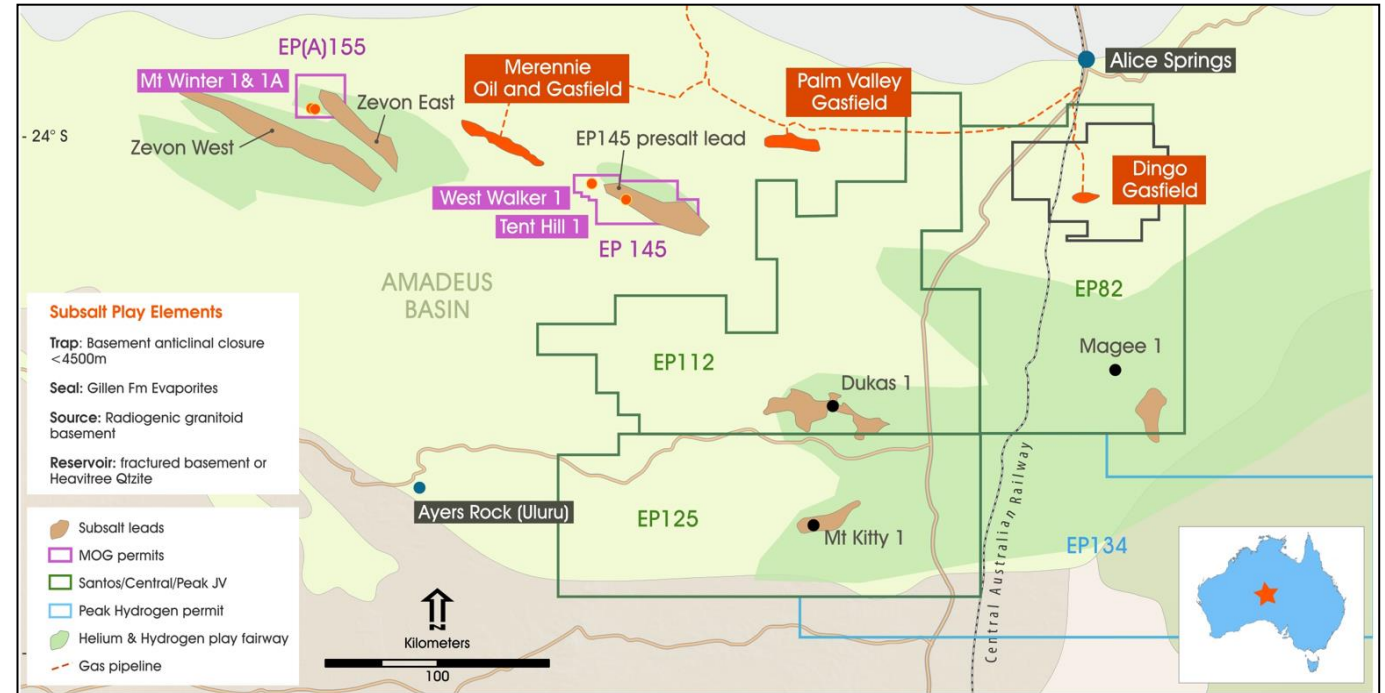 EP(A)155
Mt Winter 1& 1A
Merennie
Oil and Gasfield
Palm Valley
Gasfield
Alice Springs
Zevon East
- 24° S
Zevon West
EP145 presalt lead
Dingo
Gasfield
West Walker 1
Tent Hill 1
EP 145
AMADEUS
BASIN
EP82
Magee 1
EP112
Dukas 1
Subsalt Play Elements
Trap: Basement anticlinal closure
<4500m
Seal: Gillen Fm Evaporites
Source: Radiogenic granitoid
basement
Reservoir: fractured basement or
Heavitree Qtzite
Ayers Rock (Uluru)
EP125
Mt Kitty 1
Central Australian Railway
EP134
Subsalt leads
MOG permits
Santos/Central/Peak JV
Peak Hydrogen permit
Helium & Hydrogen play fairway
Gas pipeline
N
Kilometers
100